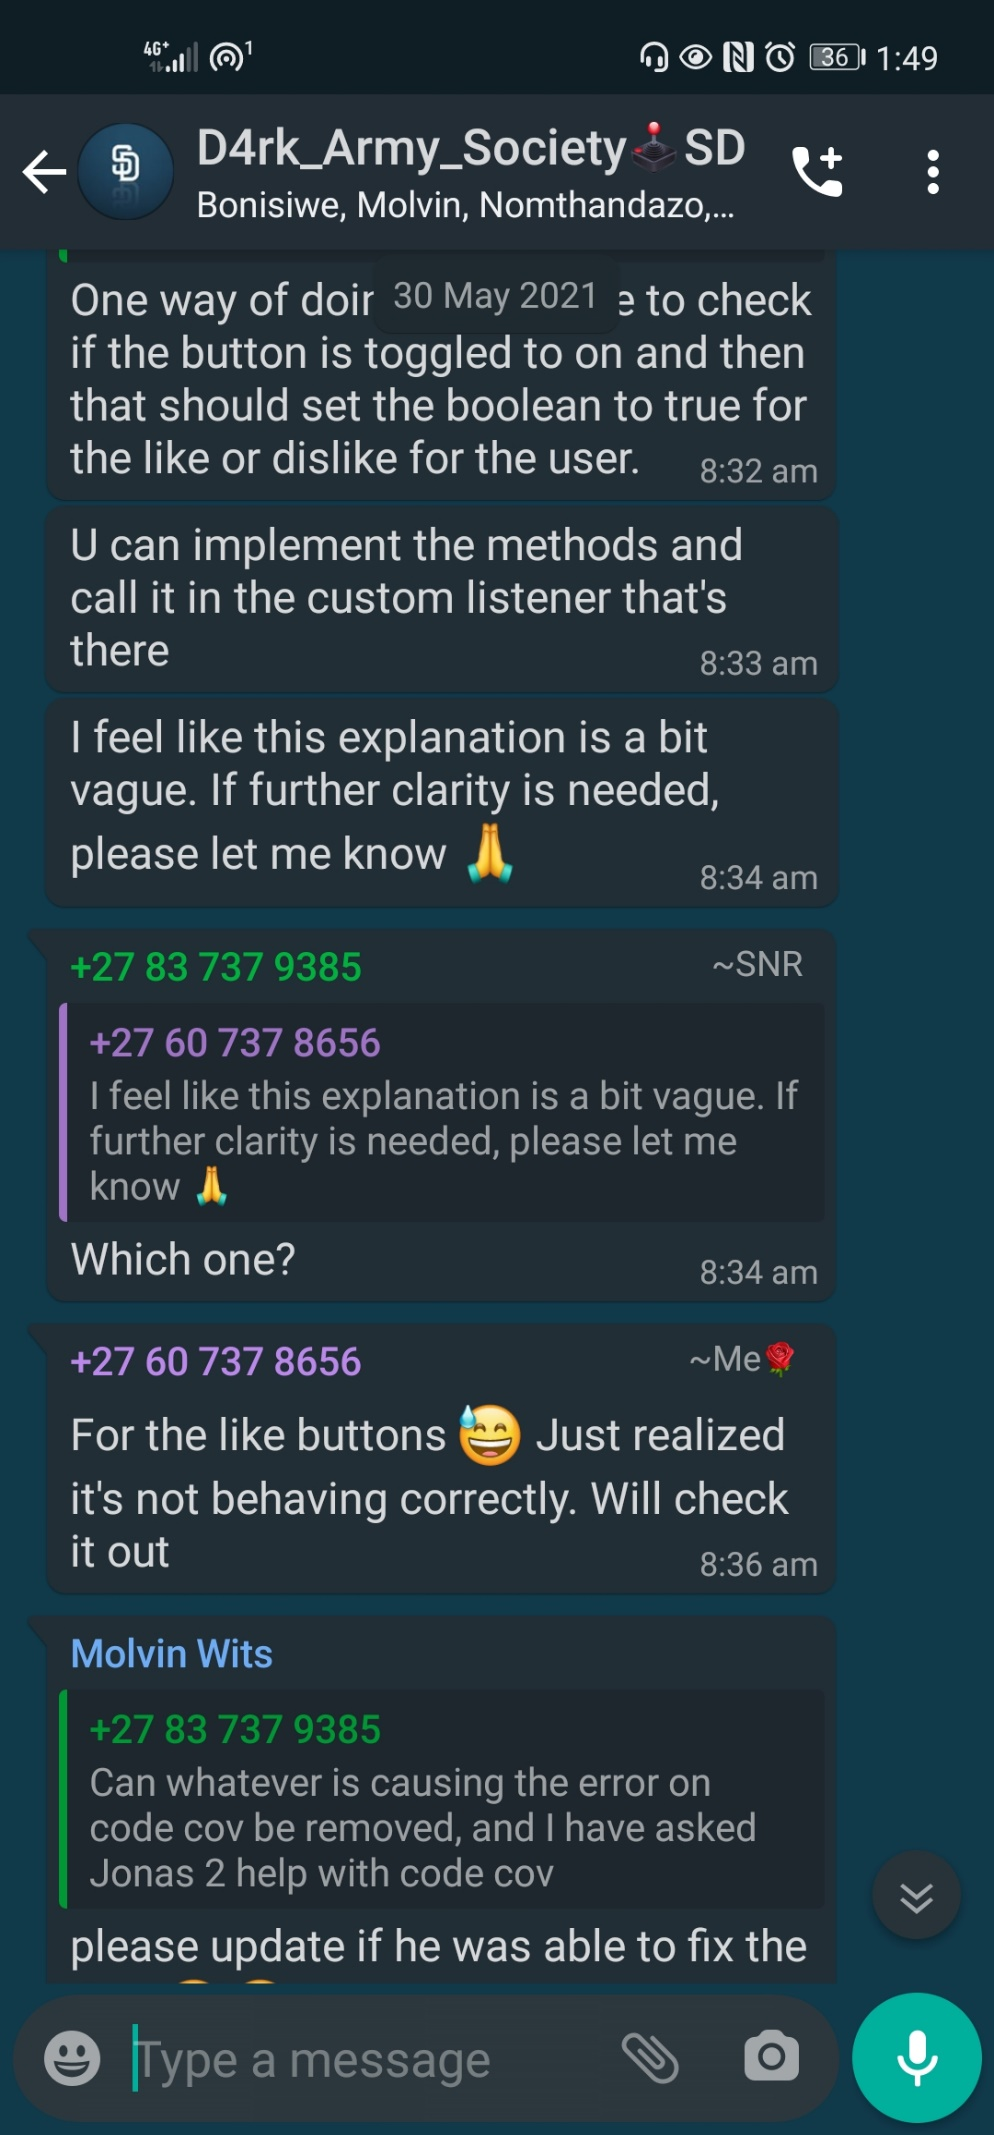 4G+ 1
36 1:49
D4rk_Army_Society🕹️SD
Bonisiwe, Molvin, Nomthandazo,...
30 May 2021
One way of doin e to check
if the button is toggled to on and then
that should set the boolean to true for
the like or dislike for the user. 8:32 am
U can implement the methods and
call it in the custom listener that's
there 8:33 am
I feel like this explanation is a bit
vague. If further clarity is needed,
please let me know 🙏 8:34 am
+27 83 737 9385 ~SNR
+27 60 737 8656
I feel like this explanation is a bit vague. If
further clarity is needed, please let me
know 🙏
Which one? 8:34 am
+27 60 737 8656 ~Me🌹
For the like buttons 😅 Just realized
it's not behaving correctly. Will check
it out 8:36 am
Molvin Wits
+27 83 737 9385
Can whatever is causing the error on
code cov be removed, and I have asked
Jonas 2 help with code cov
please update if he was able to fix the
Type a message